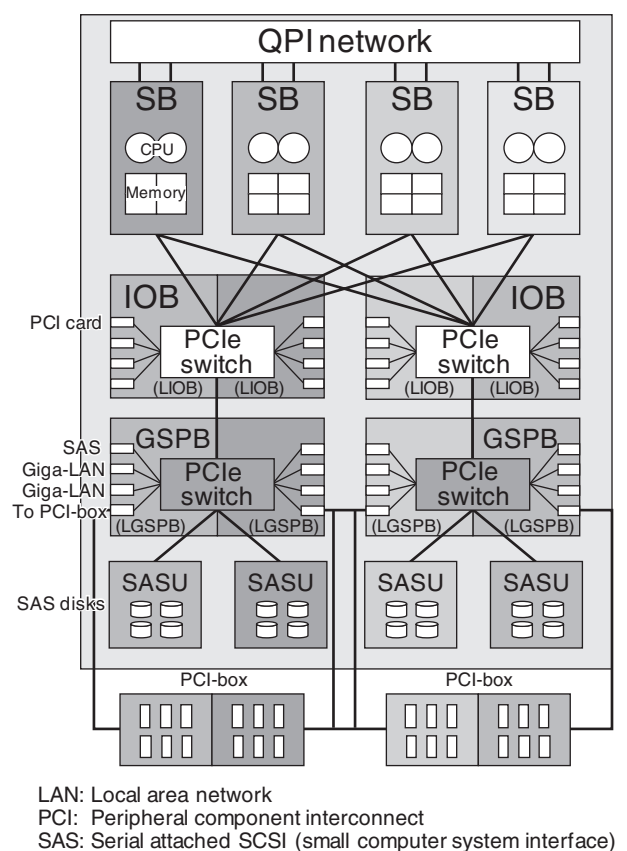 QPI network
SB SB SB SB
CPU
Memory
IOB IOB
PCI card
PCIe switch PCIe switch
(LIOB) (LIOB) (LIOB) (LIOB)
GSPB GSPB
SAS
Giga-LAN
Giga-LAN
To PCI-box
PCIe switch PCIe switch
(LGSPB) (LGSPB) (LGSPB) (LGSPB)
SASU SASU SASU SASU
SAS disks
PCI-box PCI-box
LAN: Local area network
PCI: Peripheral component interconnect
SAS: Serial attached SCSI (small computer system interface)